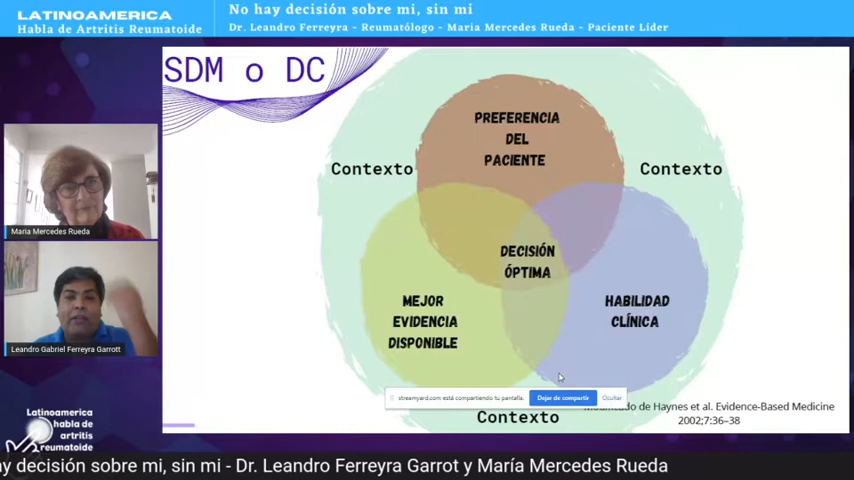 LATINOAMERICA
Habla de Artritis Reumatoide
No hay decisión sobre mi, sin mi
Dr. Leandro Ferreyra - Reumatólogo - Maria Mercedes Rueda - Paciente Líder
SDM o DC
PREFERENCIA
DEL
PACIENTE
Contexto
Contexto
DECISIÓN
ÓPTIMA
MEJOR
EVIDENCIA
DISPONIBLE
HABILIDAD
CLÍNICA
Maria Mercedes Rueda
Leandro Gabriel Ferreyra Garrott
streamyard.com está compartiendo tu pantalla.
Dejar de compartir
Ocultar
Contexto
Modificado de Haynes et al. Evidence-Based Medicine
2002;7:36–38
Latinoamerica
habla de
artritis
reumatoide
ay decisión sobre mi, sin mi - Dr. Leandro Ferreyra Garrot y María Mercedes Rueda